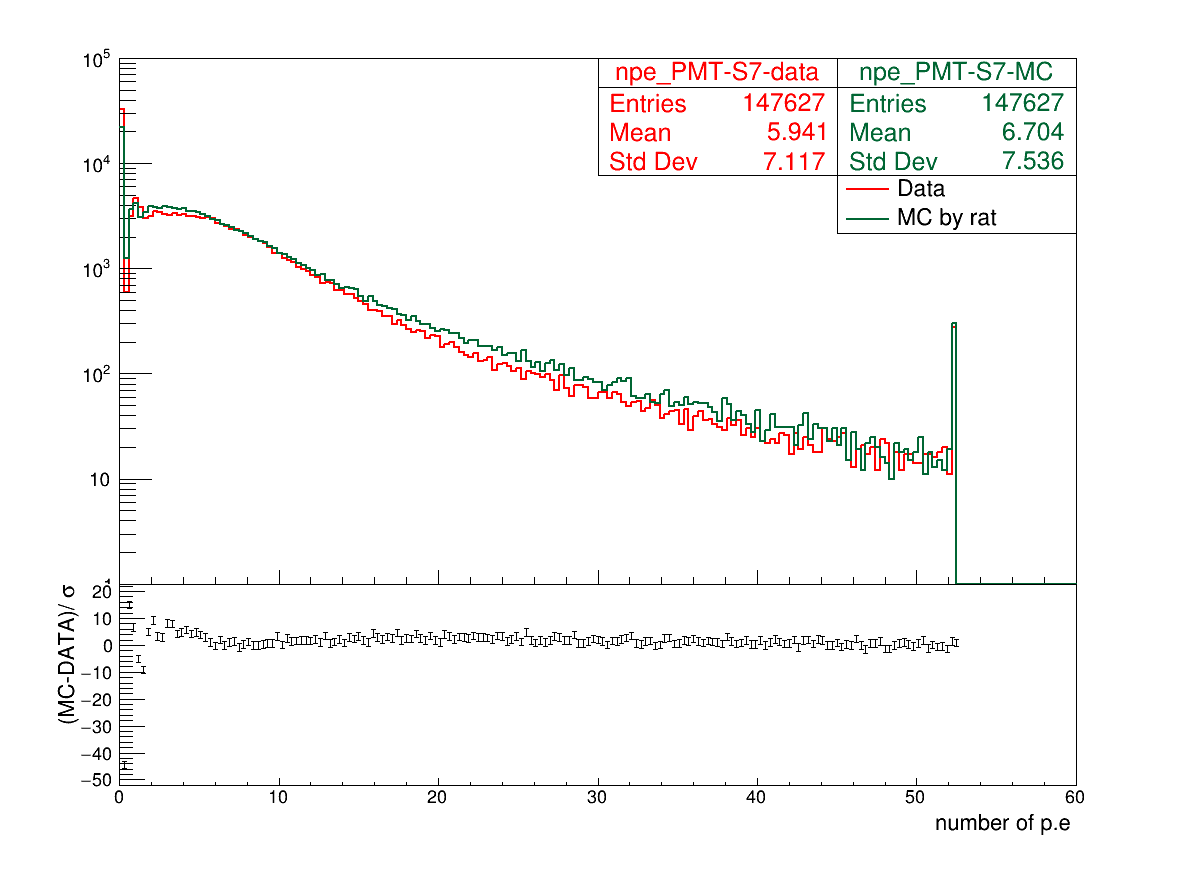 npe_PMT-S7-data
Entries 147627
Mean 5.941
Std Dev 7.117
npe_PMT-S7-MC
Entries 147627
Mean 6.704
Std Dev 7.536
Data
MC by rat
10^5
10^4
10^3
10^2
10
1
(MC-DATA)/ σ
20
10
0
−10
−20
−30
−40
−50
0 10 20 30 40 50 60
number of p.e